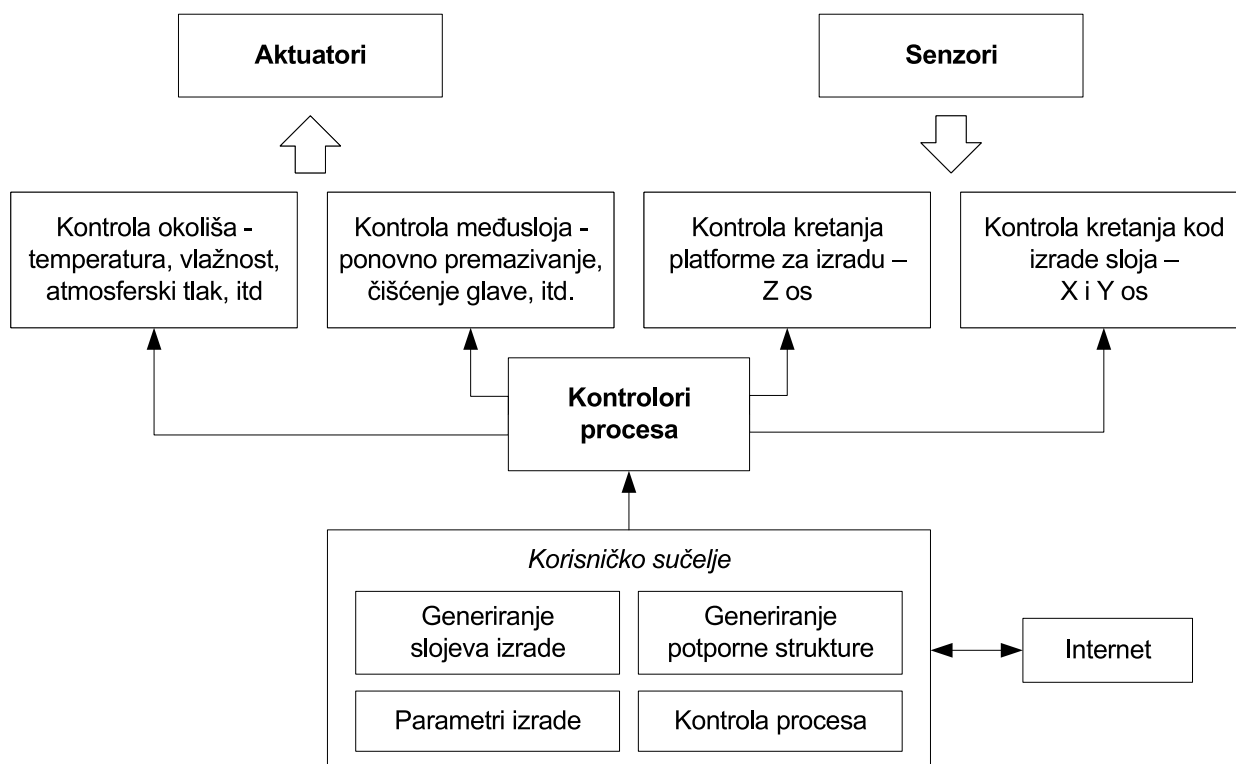 Aktuatori
Senzori
Kontrola okoliša -
temperatura, vlažnost,
atmosferski tlak, itd
Kontrola međusloja -
ponovno premazivanje,
čišćenje glave, itd.
Kontrola kretanja
platforme za izradu –
Z os
Kontrola kretanja kod
izrade sloja –
X i Y os
Kontrolori
procesa
Korisničko sučelje
Generiranje
slojeva izrade
Generiranje
potporne strukture
Internet
Parametri izrade
Kontrola procesa